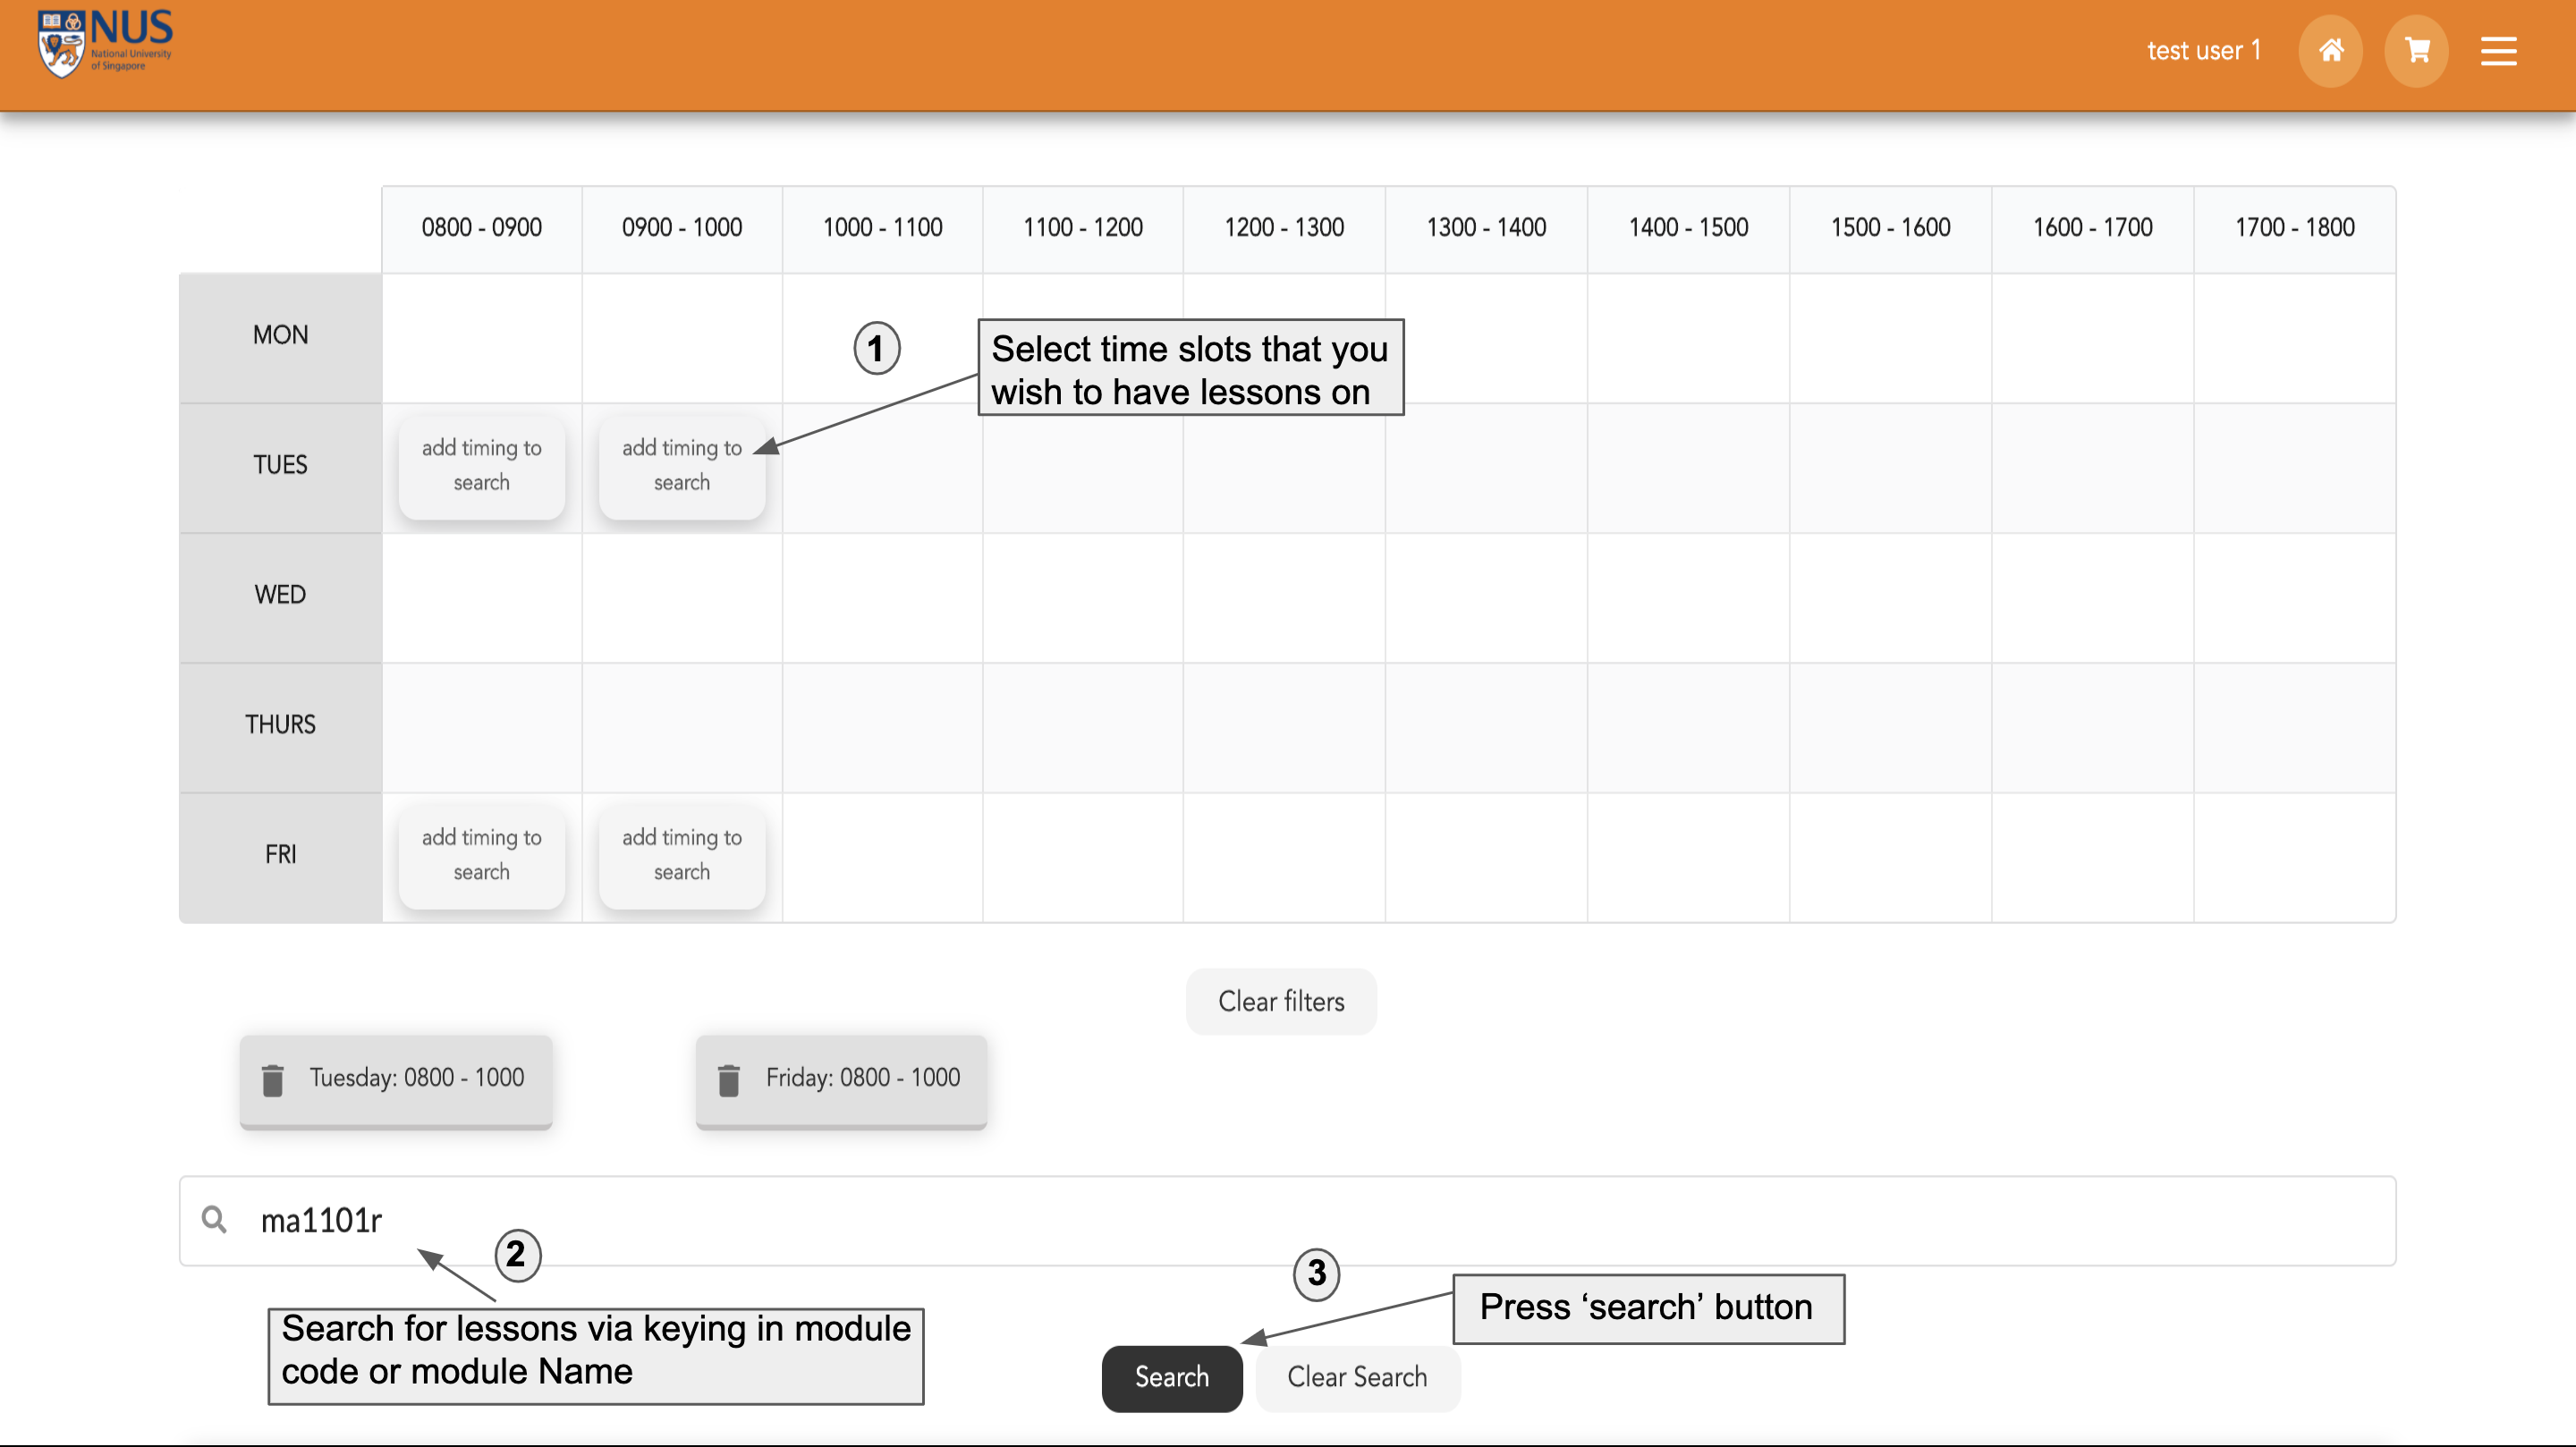 NUS
National University
of Singapore
test user 1
0800 - 0900
0900 - 1000
1000 - 1100
1100 - 1200
1200 - 1300
1300 - 1400
1400 - 1500
1500 - 1600
1600 - 1700
1700 - 1800
MON
1
Select time slots that you
wish to have lessons on
TUES
add timing to
search
add timing to
search
WED
THURS
FRI
add timing to
search
add timing to
search
Clear filters
Tuesday: 0800 - 1000
Friday: 0800 - 1000
ma1101r
2
Search for lessons via keying in module
code or module Name
3
Press ‘search’ button
Search
Clear Search